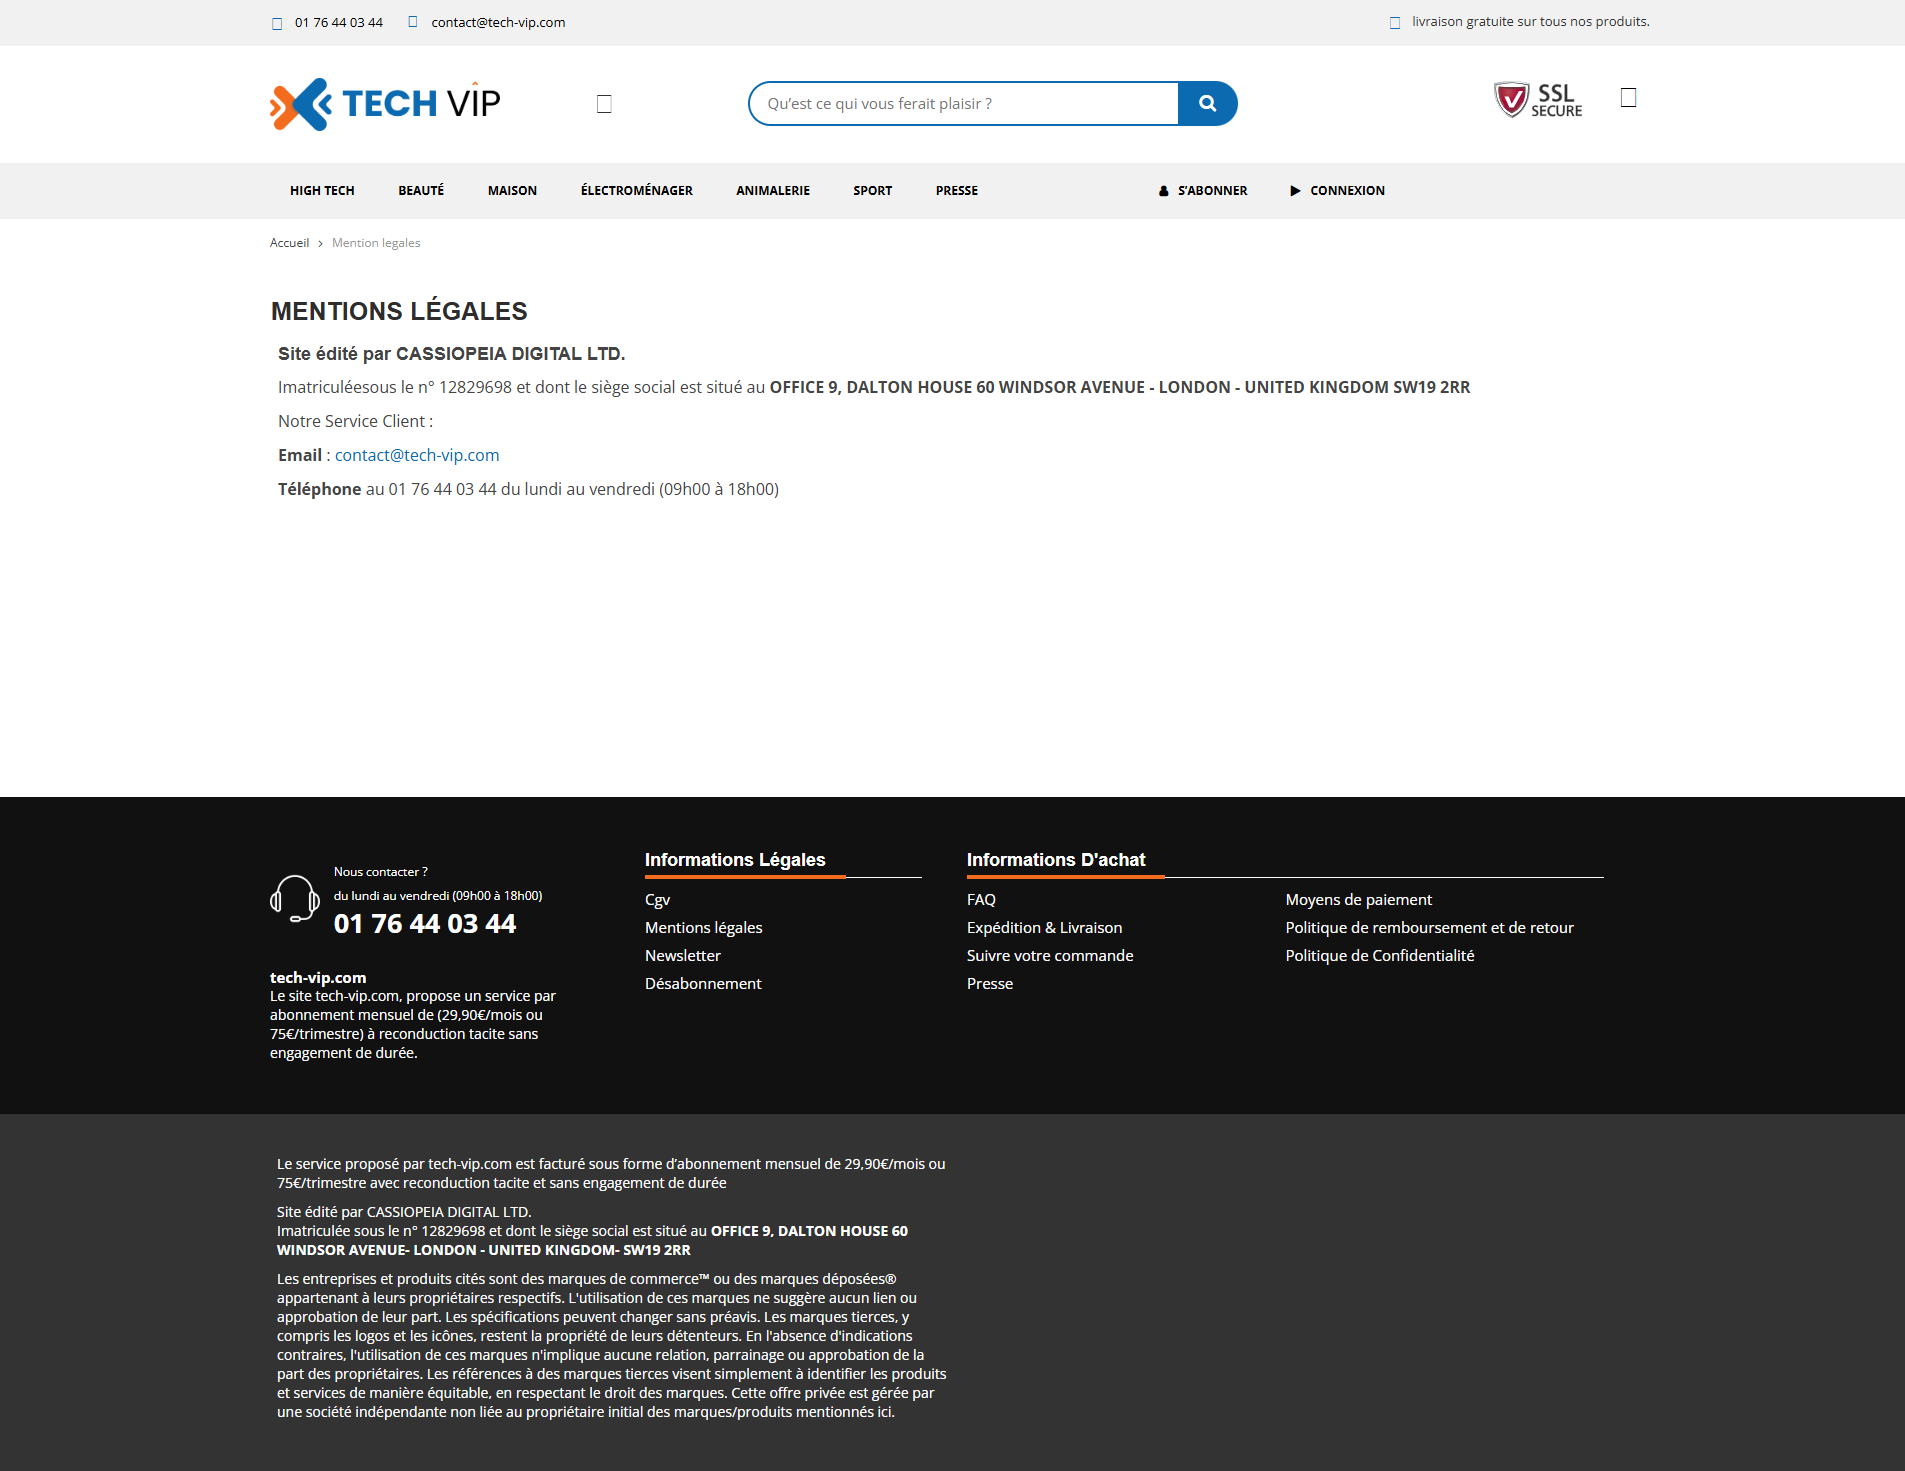 01 76 44 03 44 contact@tech-vip.com livraison gratuite sur tous nos produits.
TECH VIP Qu’est ce qui vous ferait plaisir ? SSL
SECURE
HIGH TECH BEAUTÉ MAISON ÉLECTROMÉNAGER ANIMALERIE SPORT PRESSE S’ABONNER CONNEXION
Accueil > Mention legales
MENTIONS LÉGALES
Site édité par CASSIOPEIA DIGITAL LTD.
Imatriculéesous le n° 12829698 et dont le siège social est situé au OFFICE 9, DALTON HOUSE 60 WINDSOR AVENUE - LONDON - UNITED KINGDOM SW19 2RR
Notre Service Client :
Email : contact@tech-vip.com
Téléphone au 01 76 44 03 44 du lundi au vendredi (09h00 à 18h00)
Nous contacter ?
du lundi au vendredi (09h00 à 18h00)
01 76 44 03 44
tech-vip.com
Le site tech-vip.com, propose un service par
abonnement mensuel de (29,90€/mois ou
75€/trimestre) à reconduction tacite sans
engagement de durée.
Informations Légales
Cgv
Mentions légales
Newsletter
Désabonnement
Informations D'achat
FAQ
Expédition & Livraison
Suivre votre commande
Presse
Moyens de paiement
Politique de remboursement et de retour
Politique de Confidentialité
Le service proposé par tech-vip.com est facturé sous forme d’abonnement mensuel de 29,90€/mois ou
75€/trimestre avec reconduction tacite et sans engagement de durée
Site édité par CASSIOPEIA DIGITAL LTD.
Imatriculée sous le n° 12829698 et dont le siège social est situé au OFFICE 9, DALTON HOUSE 60
WINDSOR AVENUE- LONDON - UNITED KINGDOM- SW19 2RR
Les entreprises et produits cités sont des marques de commerce™ ou des marques déposées®
appartenant à leurs propriétaires respectifs. L'utilisation de ces marques ne suggère aucun lien ou
approbation de leur part. Les spécifications peuvent changer sans préavis. Les marques tierces, y
compris les logos et les icônes, restent la propriété de leurs détenteurs. En l'absence d'indications
contraires, l'utilisation de ces marques n'implique aucune relation, parrainage ou approbation de la
part des propriétaires. Les références à des marques tierces visent simplement à identifier les produits
et services de manière équitable, en respectant le droit des marques. Cette offre privée est gérée par
une société indépendante non liée au propriétaire initial des marques/produits mentionnés ici.